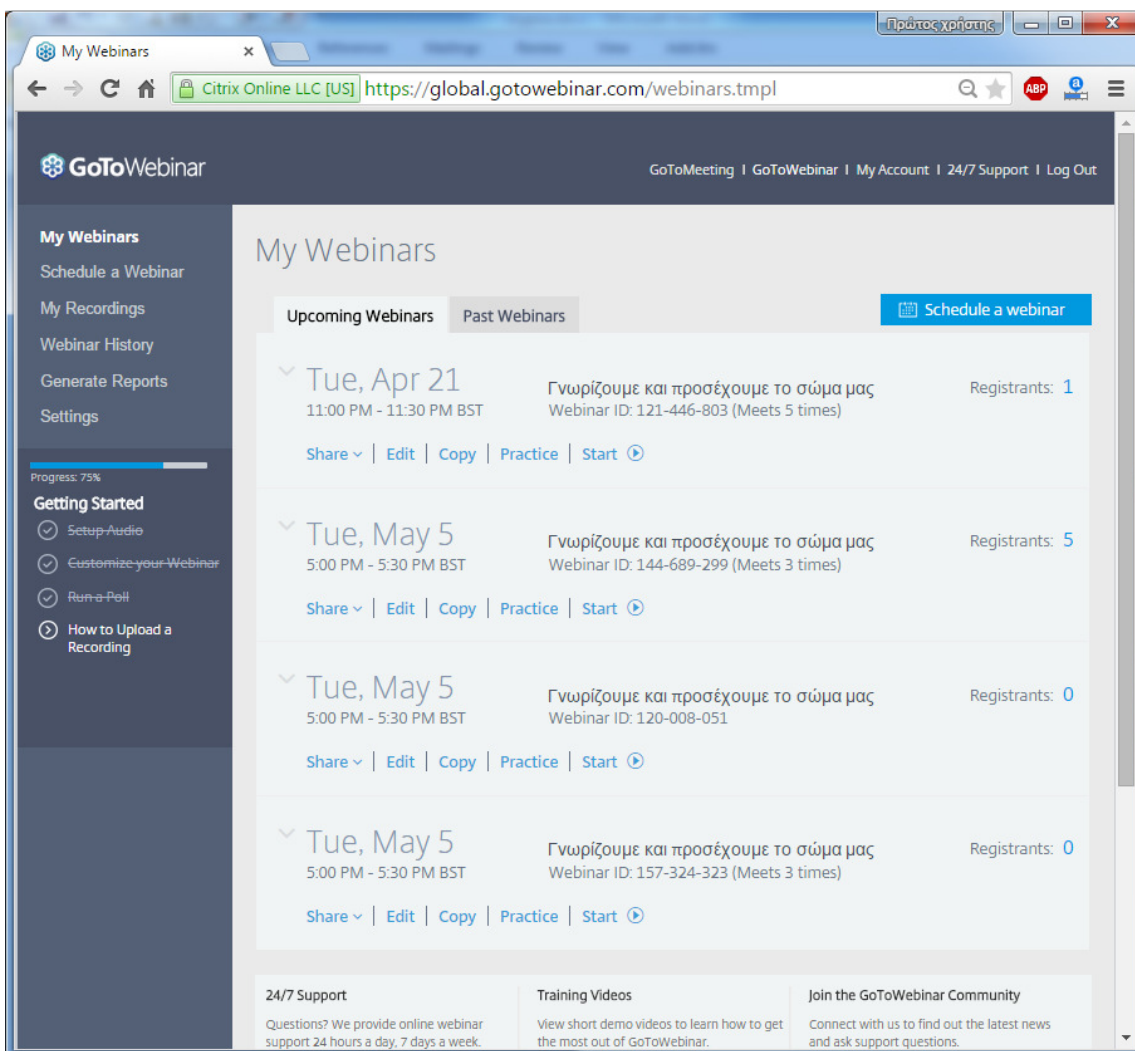 Πρώτος χρήστης
My Webinars
Citrix Online LLC [US] https://global.gotowebinar.com/webinars.tmpl
ABP
a
GoToWebinar
GoToMeeting | GoToWebinar | My Account | 24/7 Support | Log Out
My Webinars
Schedule a Webinar
My Recordings
Webinar History
Generate Reports
Settings
Progress: 75%
Getting Started
Setup Audio
Customize your Webinar
Run a Poll
How to Upload a
Recording
My Webinars
Upcoming Webinars Past Webinars
Schedule a webinar
Tue, Apr 21
11:00 PM - 11:30 PM BST
Γνωρίζουμε και προσέχουμε το σώμα μας
Webinar ID: 121-446-803 (Meets 5 times)
Registrants: 1
Share | Edit | Copy | Practice | Start
Tue, May 5
5:00 PM - 5:30 PM BST
Γνωρίζουμε και προσέχουμε το σώμα μας
Webinar ID: 144-689-299 (Meets 3 times)
Registrants: 5
Share | Edit | Copy | Practice | Start
Tue, May 5
5:00 PM - 5:30 PM BST
Γνωρίζουμε και προσέχουμε το σώμα μας
Webinar ID: 120-008-051
Registrants: 0
Share | Edit | Copy | Practice | Start
Tue, May 5
5:00 PM - 5:30 PM BST
Γνωρίζουμε και προσέχουμε το σώμα μας
Webinar ID: 157-324-323 (Meets 3 times)
Registrants: 0
Share | Edit | Copy | Practice | Start
24/7 Support
Questions? We provide online webinar
support 24 hours a day, 7 days a week.
Training Videos
View short demo videos to learn how to get
the most out of GoToWebinar.
Join the GoToWebinar Community
Connect with us to find out the latest news
and ask support questions.